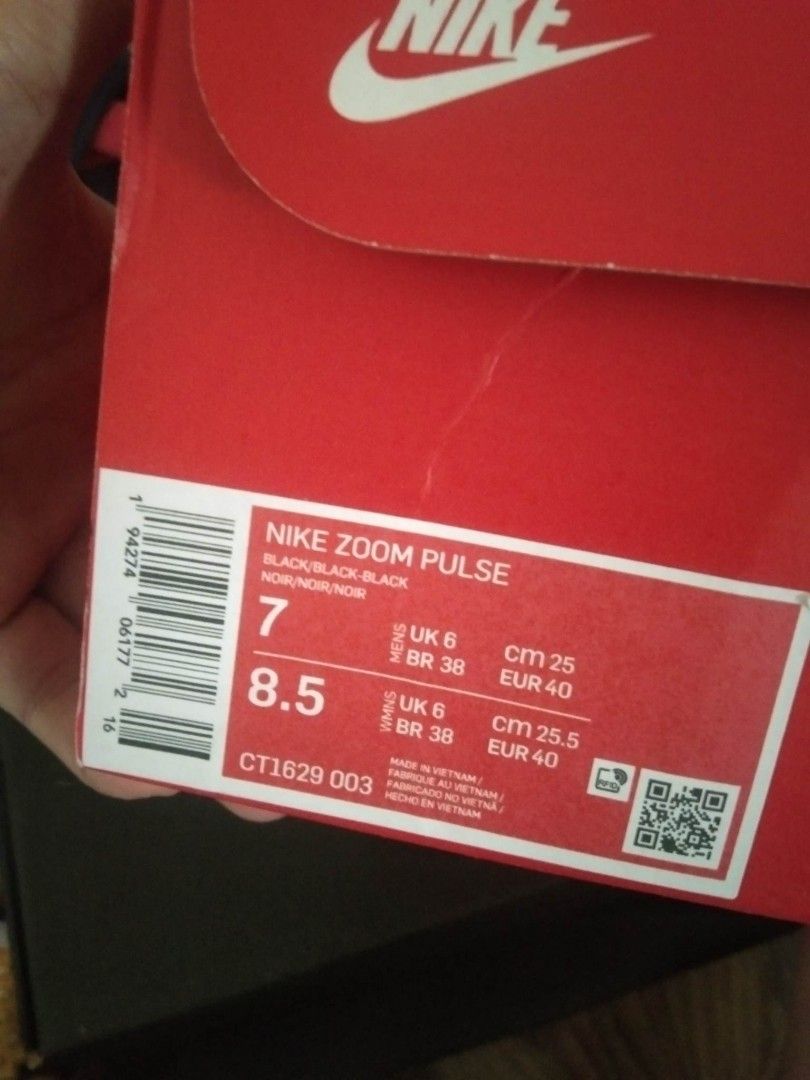 NIKE
NIKE ZOOM PULSE
BLACK/BLACK-BLACK
NOIR/NOIR/NOIR
7
MENS
UK 6
BR 38
cm 25
EUR 40
8.5
WMNS
UK 6
BR 38
cm 25.5
EUR 40
CT1629 003
MADE IN VIETNAM /
FABRIQUE AU VIETNAM /
FABRICADO NO VIETNÃ /
HECHO EN VIETNAM
RFID
1 94274 06177 2 16